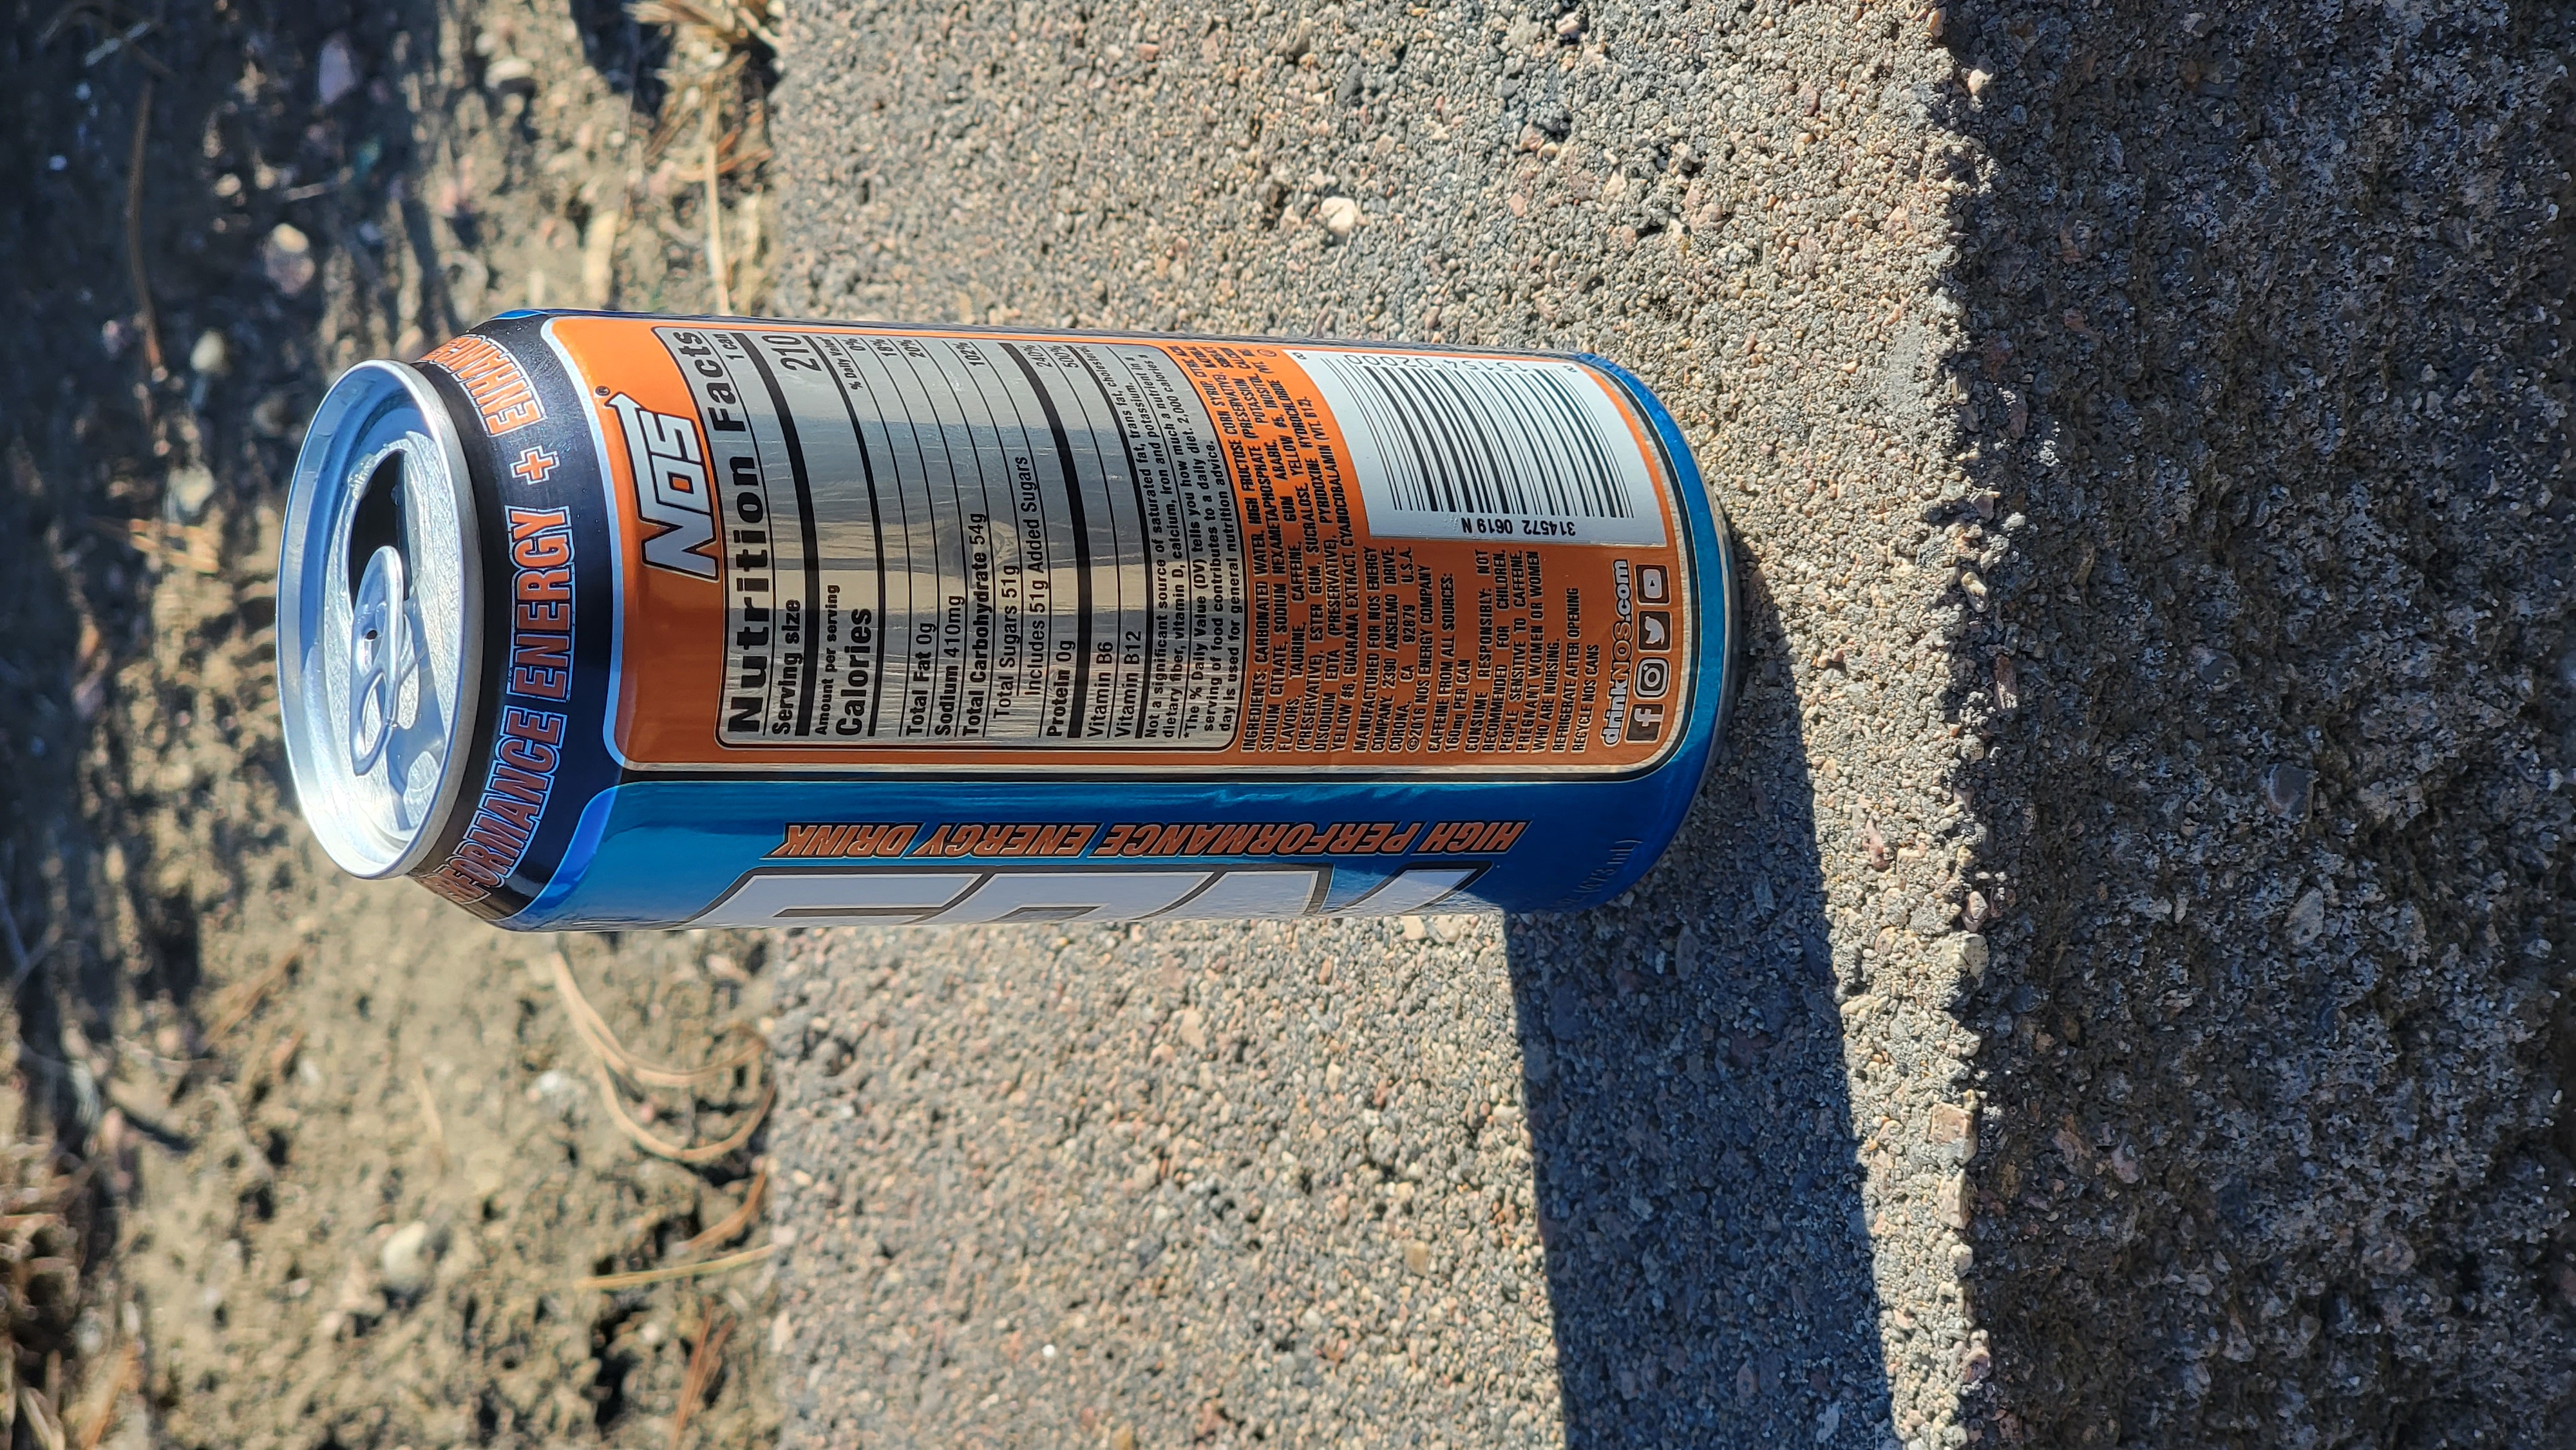 ERFORMANCE ENERGY + ENHANCE
NOS®
Nutrition Facts
Serving size 1 can
Amount per serving
Calories 210
% Daily Value*
Total Fat 0g 0%
Sodium 410mg 18%
Total Carbohydrate 54g 20%
Total Sugars 51g
Includes 51g Added Sugars 102%
Protein 0g
Vitamin B6 240%
Vitamin B12 500%
Not a significant source of saturated fat, trans fat, cholesterol,
dietary fiber, vitamin D, calcium, iron and potassium.
*The % Daily Value (DV) tells you how much a nutrient in a
serving of food contributes to a daily diet. 2,000 calories a
day is used for general nutrition advice.
INGREDIENTS: CARBONATED WATER, HIGH FRUCTOSE CORN SYRUP, CITRIC ACID,
SODIUM CITRATE, SODIUM HEXAMETAPHOSPHATE (PRESERVATIVE), NATURAL
FLAVORS, TAURINE, CAFFEINE, GUM ARABIC, POTASSIUM SORBATE
(PRESERVATIVE), ESTER GUM, SUCRALOSE, YELLOW #5, INOSITOL, CALCIUM
DISODIUM EDTA (PRESERVATIVE), PYRIDOXINE HYDROCHLORIDE (VIT. B6),
YELLOW #6, GUARANA EXTRACT, CYANOCOBALAMIN (VIT. B12).
MANUFACTURED FOR NOS ENERGY
COMPANY, 2390 ANSELMO DRIVE,
CORONA, CA 92879 U.S.A.
©2016 NOS ENERGY COMPANY
CAFFEINE FROM ALL SOURCES:
160mg PER CAN
CONSUME RESPONSIBLY: NOT
RECOMMENDED FOR CHILDREN,
PEOPLE SENSITIVE TO CAFFEINE,
PREGNANT WOMEN OR WOMEN
WHO ARE NURSING.
REFRIGERATE AFTER OPENING
RECYCLE NOS CANS
drinkNOS.com
314572 0619 N
HIGH PERFORMANCE ENERGY DRINK
(473 mL)